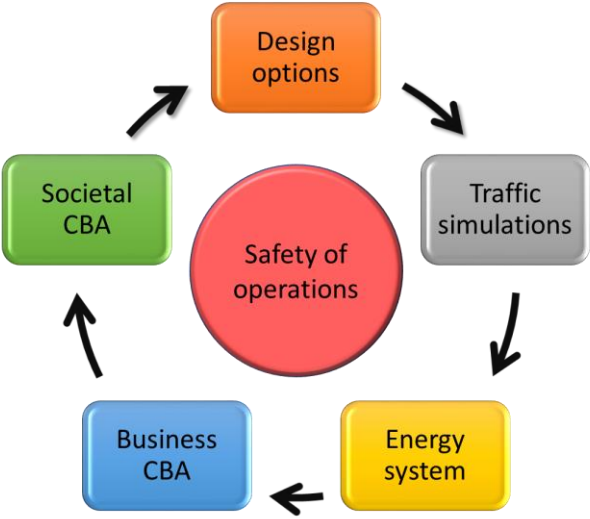 Design
options
Traffic
simulations
Energy
system
Business
CBA
Societal
CBA
Safety of
operations